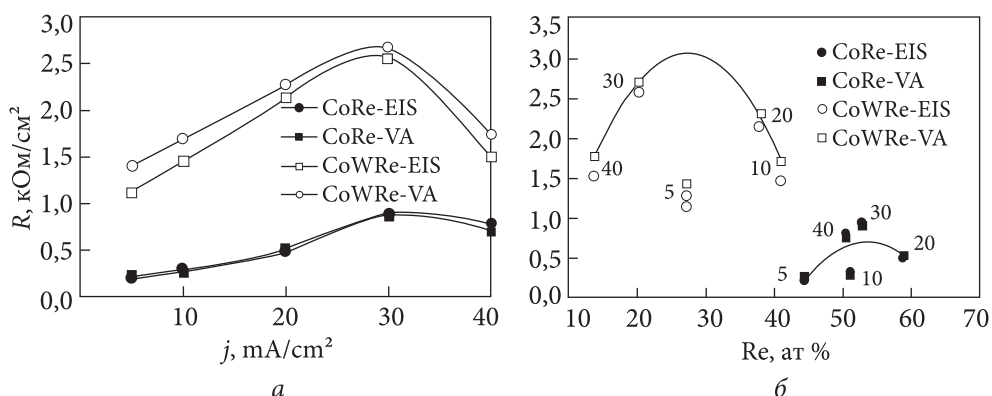 3,0
2,5
2,0
1,5
1,0
0,5
0,0
R, кОм/см²
CoRe-EIS
CoRe-VA
CoWRe-EIS
CoWRe-VA
10 20 30 40
j, mA/cm²
а
3,5
3,0
2,5
2,0
1,5
1,0
0,5
0,0
CoRe-EIS
CoRe-VA
CoWRe-EIS
CoWRe-VA
30
20
40
10
5
30
40
20
5
10
10 20 30 40 50 60 70
Re, ат %
б